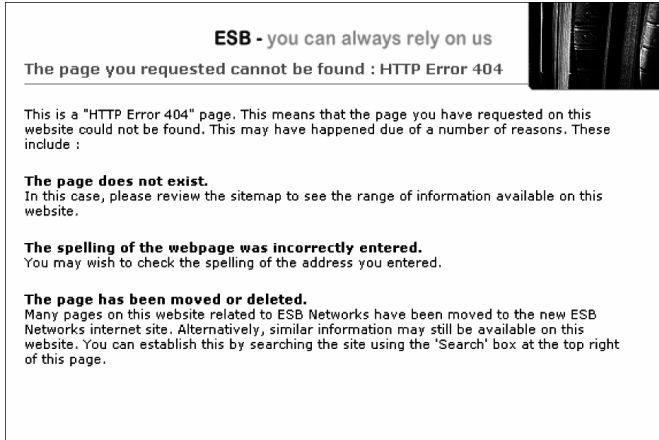 ESB - you can always rely on us
The page you requested cannot be found : HTTP Error 404
This is a "HTTP Error 404" page. This means that the page you have requested on this
website could not be found. This may have happened due of a number of reasons. These
include :
The page does not exist.
In this case, please review the sitemap to see the range of information available on this
website.
The spelling of the webpage was incorrectly entered.
You may wish to check the spelling of the address you entered.
The page has been moved or deleted.
Many pages on this website related to ESB Networks have been moved to the new ESB
Networks internet site. Alternatively, similar information may still be available on this
website. You can establish this by searching the site using the 'Search' box at the top right
of this page.